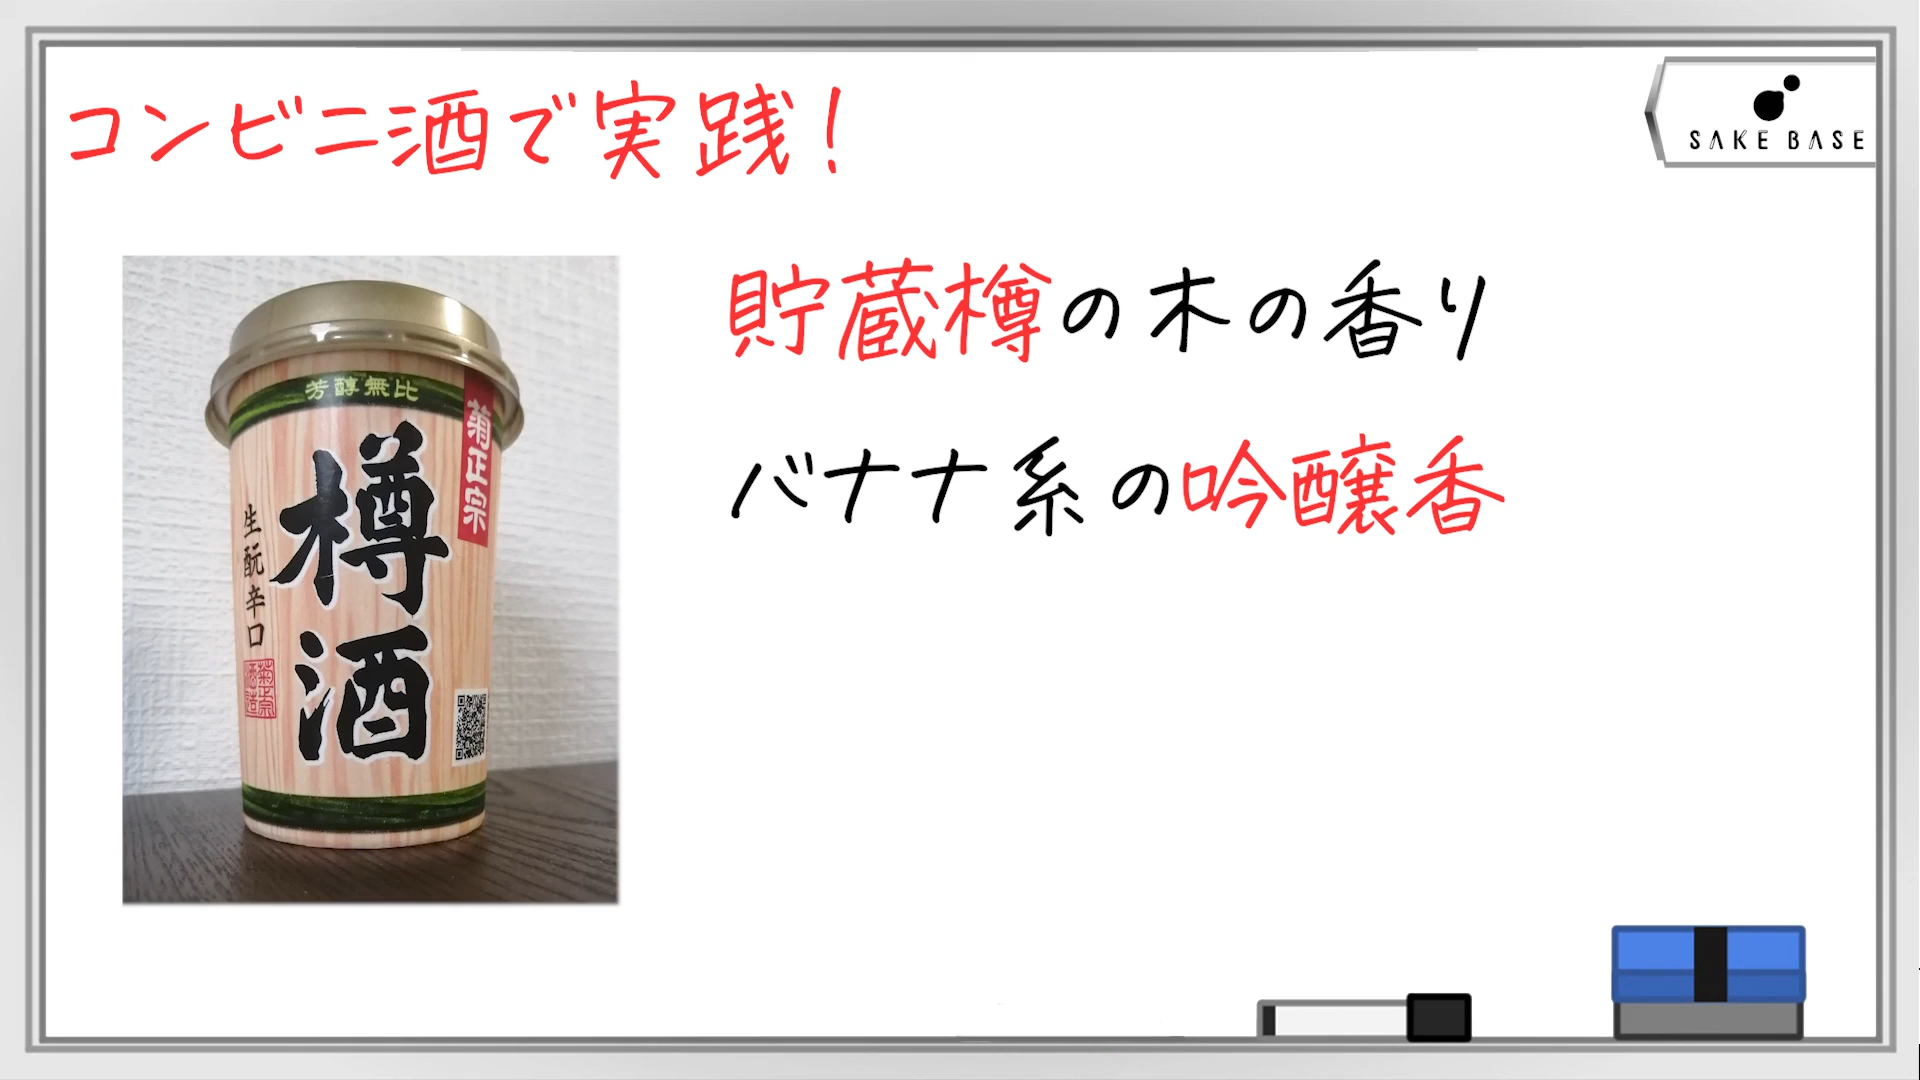 コンビニ酒で実践!
SAKE BASE
貯蔵樽の木の香り
バナナ系の吟醸香
芳醇無比
菊正宗
樽酒
生酛辛口